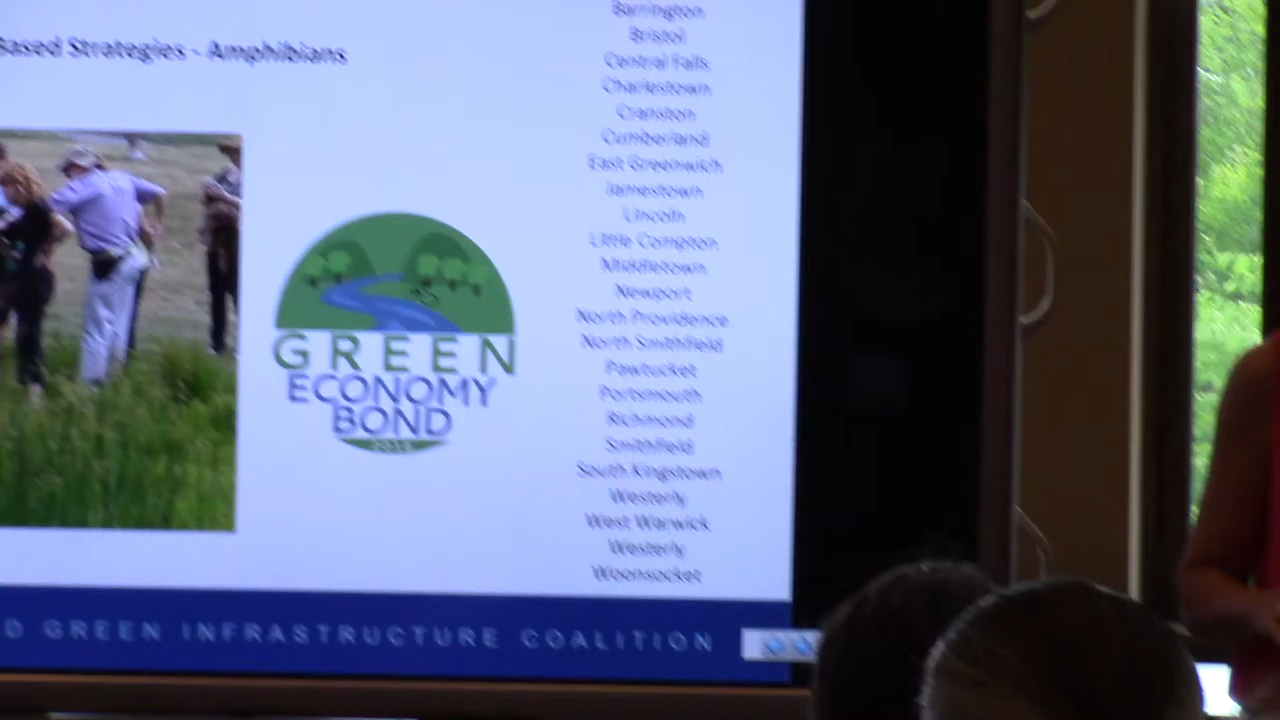 Based Strategies - Amphibians
Barrington
Bristol
Central Falls
Charlestown
Cranston
Cumberland
East Greenwich
Jamestown
Lincoln
Little Compton
Middletown
Newport
North Providence
North Smithfield
Pawtucket
Portsmouth
Richmond
Smithfield
South Kingstown
Westerly
West Warwick
Westerly
Woonsocket
GREEN
ECONOMY
BOND
D GREEN INFRASTRUCTURE COALITION